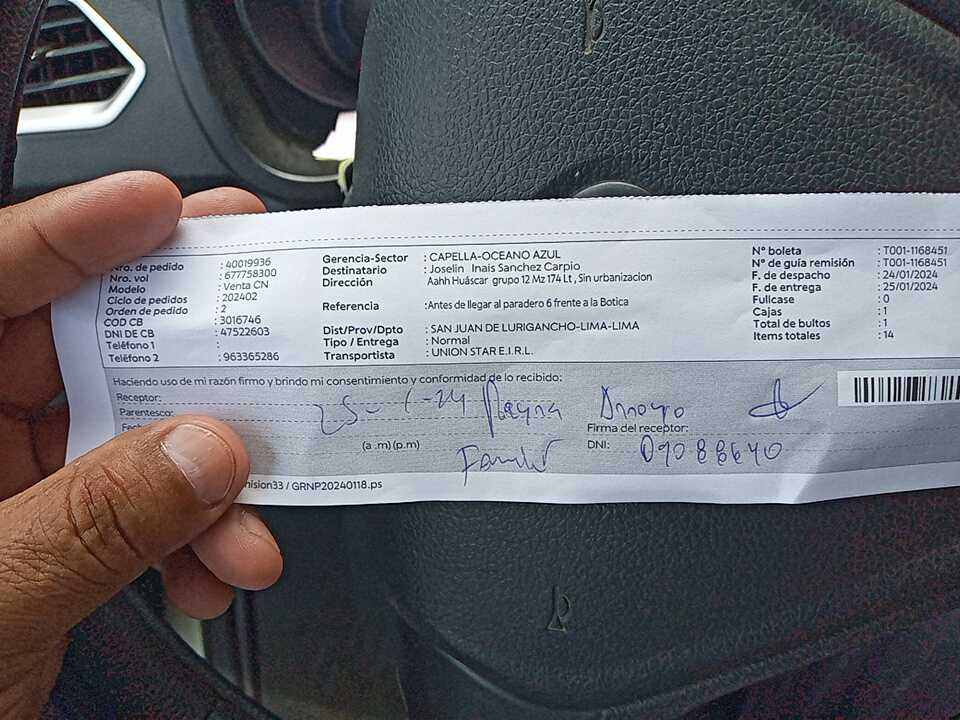 Nro. de pedido : 40019936
Nro. vol : 677758300
Modelo : Venta CN
Ciclo de pedidos : 202402
Orden de pedido : 2
COD CB : 3016746
DNI DE CB : 47522603
Teléfono 1 :
Teléfono 2 : 963365286
Gerencia-Sector : CAPELLA-OCEANO AZUL
Destinatario : Joselin Inais Sanchez Carpio
Dirección Aahh Huáscar grupo 12 Mz 174 Lt , Sin urbanizacion
Referencia :Antes de llegar al paradero 6 frente a la Botica
Dist/Prov/Dpto : SAN JUAN DE LURIGANCHO-LIMA-LIMA
Tipo / Entrega : Normal
Transportista : UNION STAR E.I.R.L.
N° boleta : T001-1168451
N° de guía remisión : T001-1168451
F. de despacho : 24/01/2024
F. de entrega : 25/01/2024
Fullcase : 0
Cajas : 1
Total de bultos : 1
Items totales : 14
Haciendo uso de mi razón firmo y brindo mi consentimiento y conformidad de lo recibido:
Receptor:
Parentesco:
25-1-24 Arroyo
(a .m) (p.m)
Firma del receptor:
DNI: 09088640
/ GRNP20240118.ps